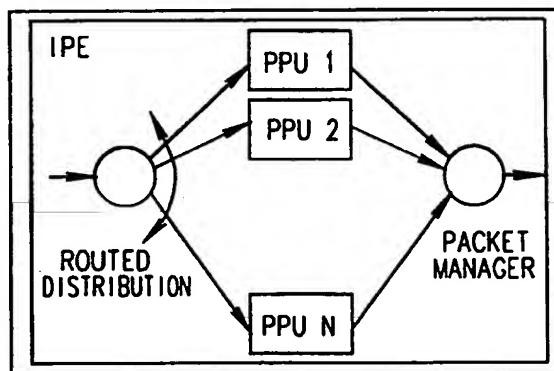 IPE
PPU 1
PPU 2
ROUTED
DISTRIBUTION
PACKET
MANAGER
PPU N